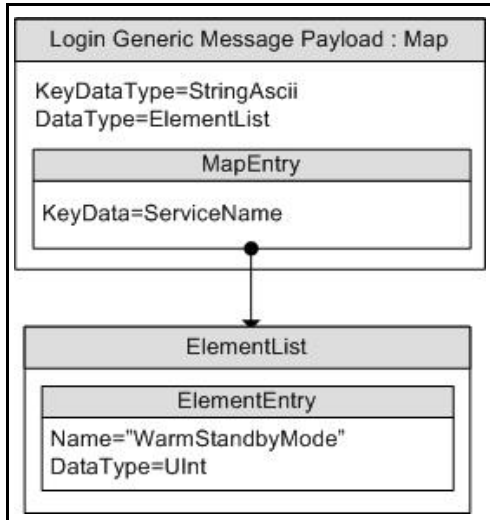 Login Generic Message Payload : Map
KeyDataType=StringAscii
DataType=ElementList
MapEntry
KeyData=ServiceName
ElementList
ElementEntry
Name="WarmStandbyMode"
DataType=UInt